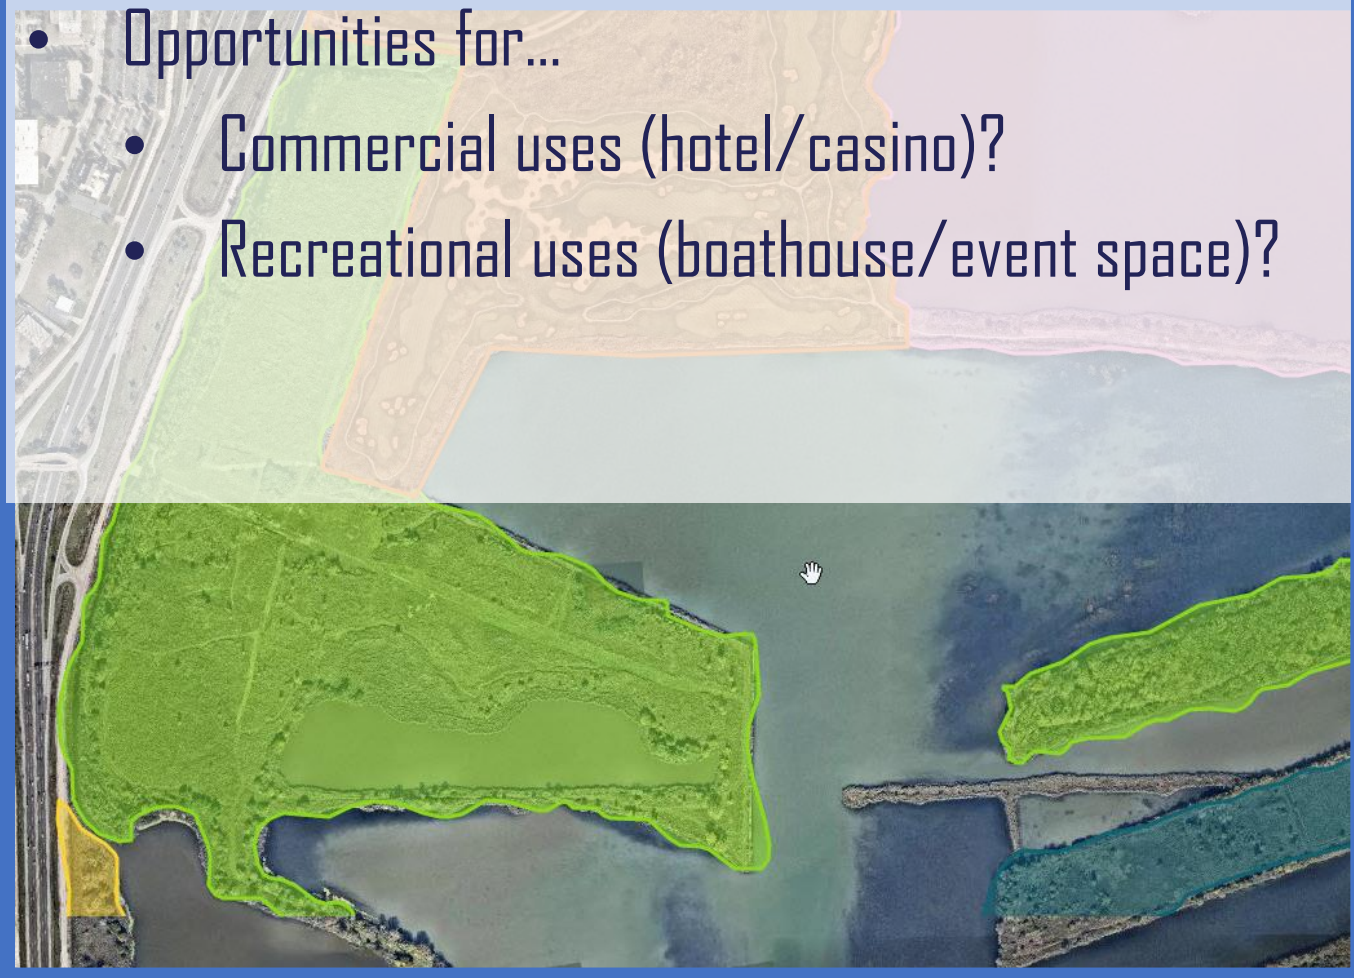 • Opportunities for...
• Commercial uses (hotel/casino)?
• Recreational uses (boathouse/event space)?